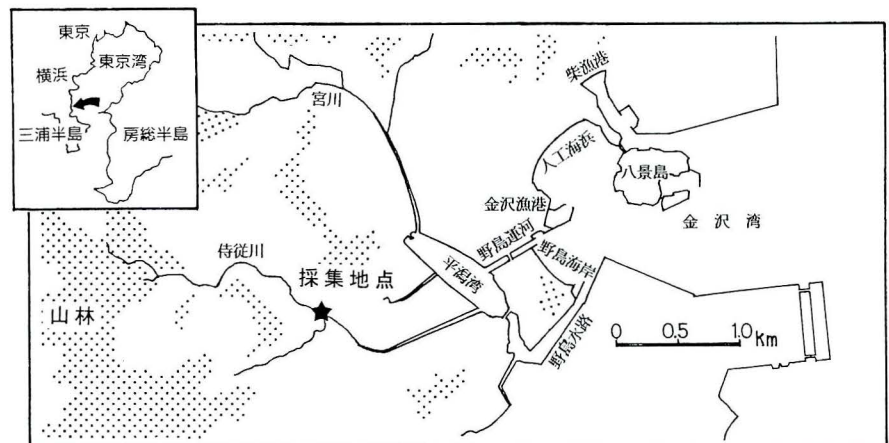 東京
東京湾
横浜
三浦半島
房総半島
宮川
柴漁港
人工海浜
八景島
金沢漁港
金沢湾
野島運河
野島海岸
平潟湾
侍従川
採集地点
山林
野島水路
0 0.5 1.0 km